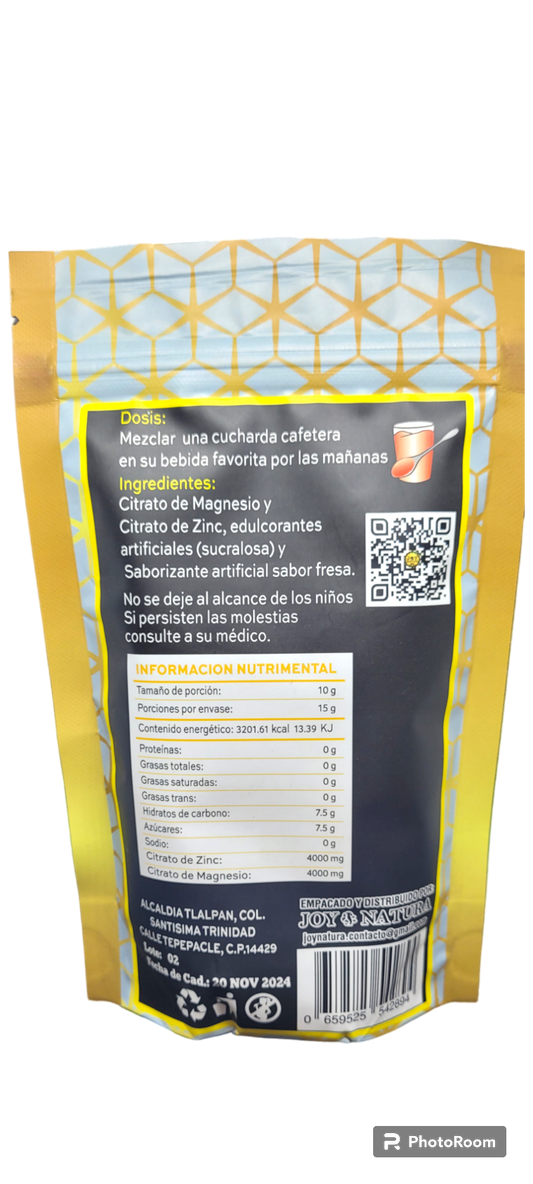 Dosis:
Mezclar una cucharda cafetera
en su bebida favorita por las mañanas
Ingredientes:
Citrato de Magnesio y
Citrato de Zinc, edulcorantes
artificiales (sucralosa) y
Saborizante artificial sabor fresa.
No se deje al alcance de los niños
Si persisten las molestias
consulte a su médico.
INFORMACION NUTRIMENTAL
Tamaño de porción: 10 g
Porciones por envase: 15 g
Contenido energético: 3201.61 kcal 13.39 KJ
Proteínas: 0 g
Grasas totales: 0 g
Grasas saturadas: 0 g
Grasas trans: 0 g
Hidratos de carbono: 7.5 g
Azúcares: 7.5 g
Sodio: 0 g
Citrato de Zinc: 4000 mg
Citrato de Magnesio: 4000 mg
ALCALDIA TLALPAN, COL.
SANTISIMA TRINIDAD
CALLE TEPEPACLE, C.P.14429
Lote: 02
Fecha de Cad.: 20 NOV 2024
EMPACADO Y DISTRIBUIDO POR:
JOY NATURA
joynatura.contacto@gmail.com
0 659525 542894
PhotoRoom